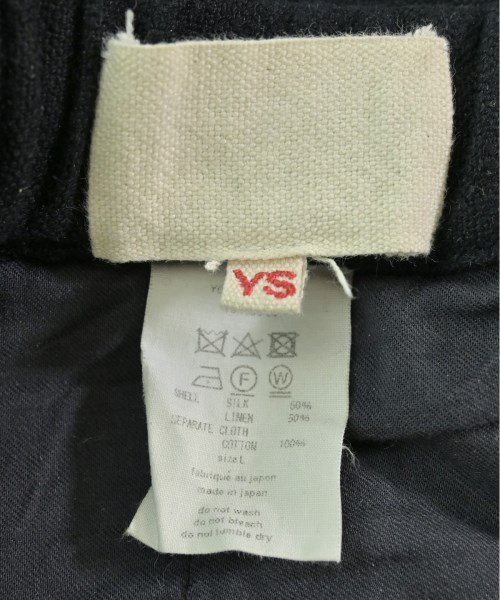 YS
SHELL SILK 50%
LINEN 50%
SEPARATE CLOTH
COTTON 100%
size L
fabriqué au japon
made in japan
do not wash
do not bleach
do not tumble dry